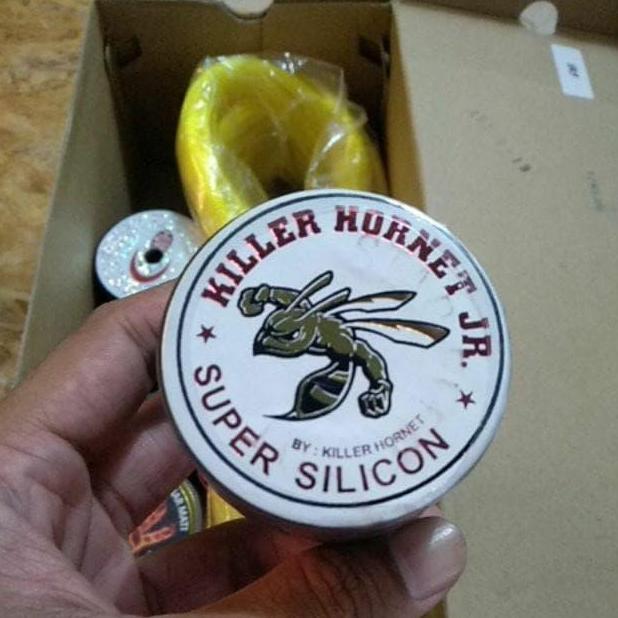 KILLER HORNET JR.
BY : KILLER HORNET
SUPER SILICON